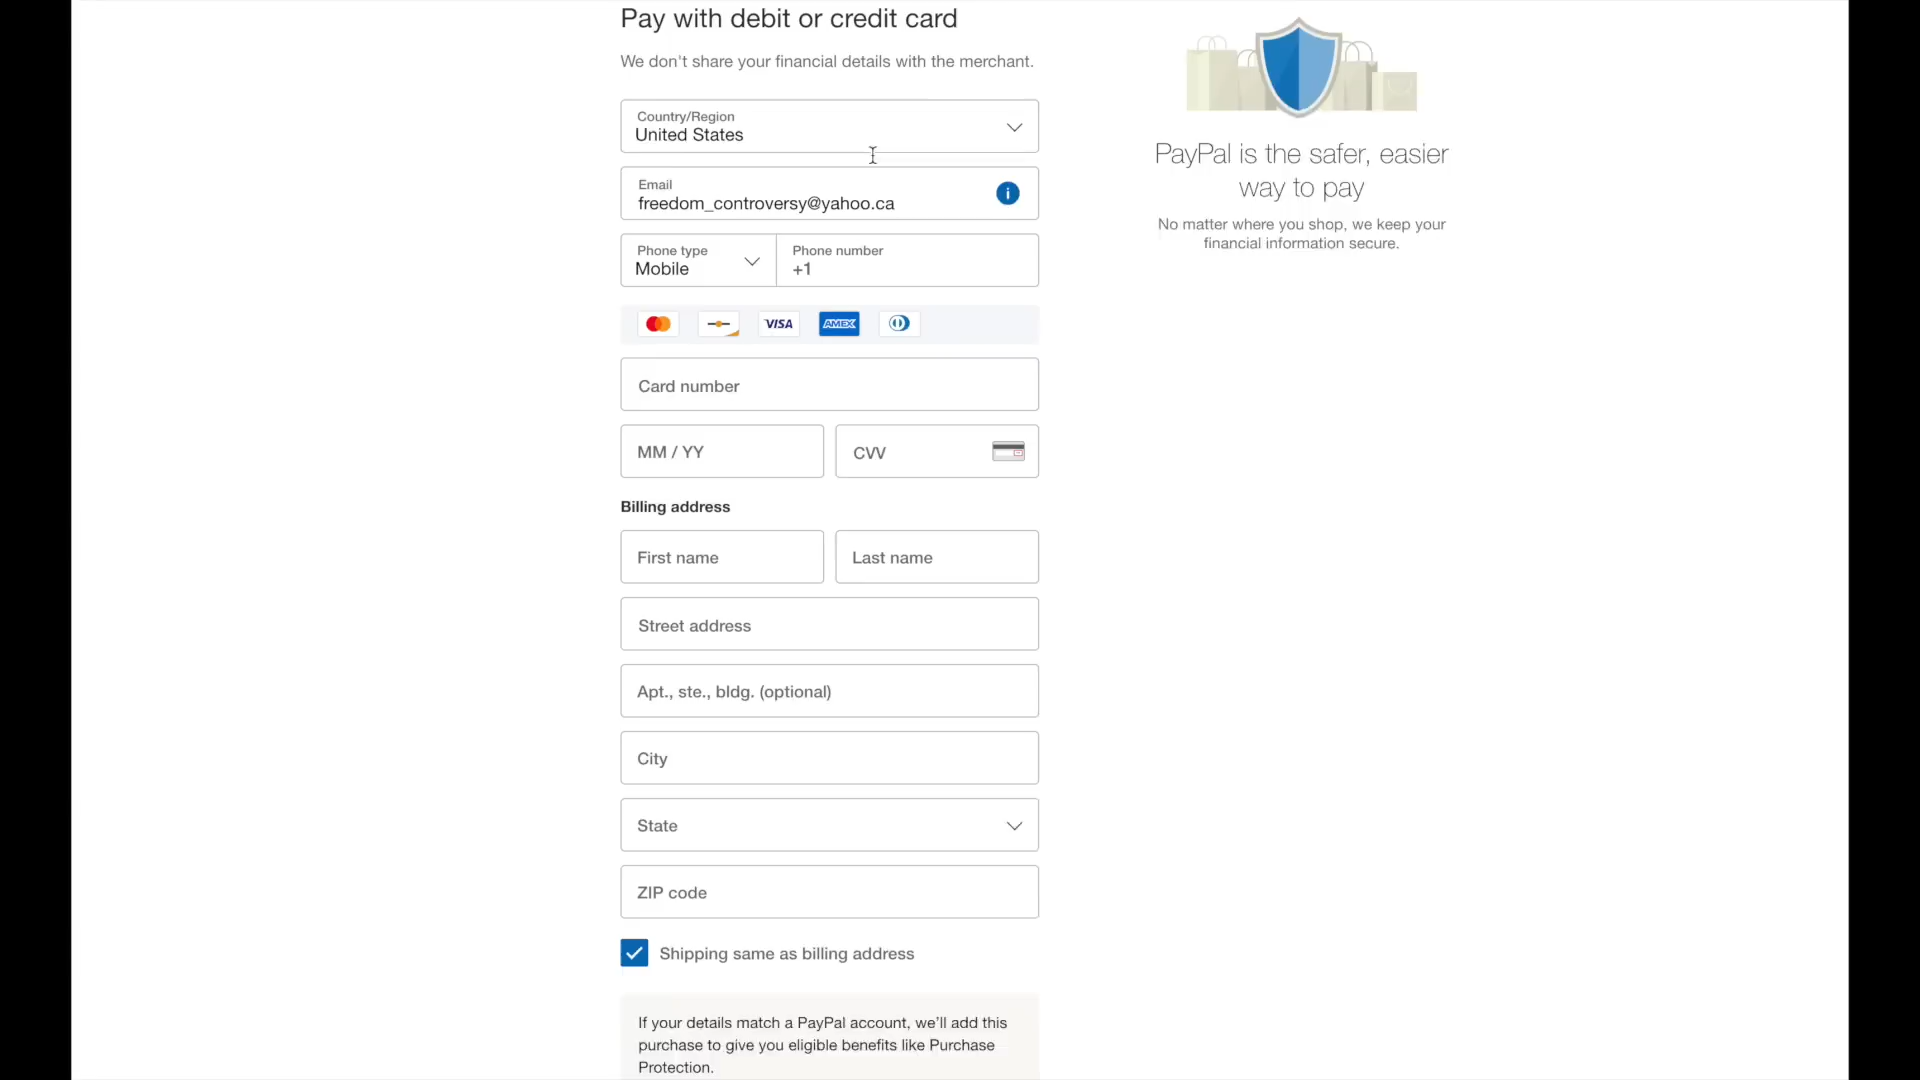 Pay with debit or credit card
We don't share your financial details with the merchant.
Country/Region
United States
Email
freedom_controversy@yahoo.ca
i
Phone type
Mobile
Phone number
+1
VISA
AMEX
Card number
MM / YY
CVV
Billing address
First name
Last name
Street address
Apt., ste., bldg. (optional)
City
State
ZIP code
Shipping same as billing address
If your details match a PayPal account, we’ll add this
purchase to give you eligible benefits like Purchase
Protection.
PayPal is the safer, easier
way to pay
No matter where you shop, we keep your
financial information secure.